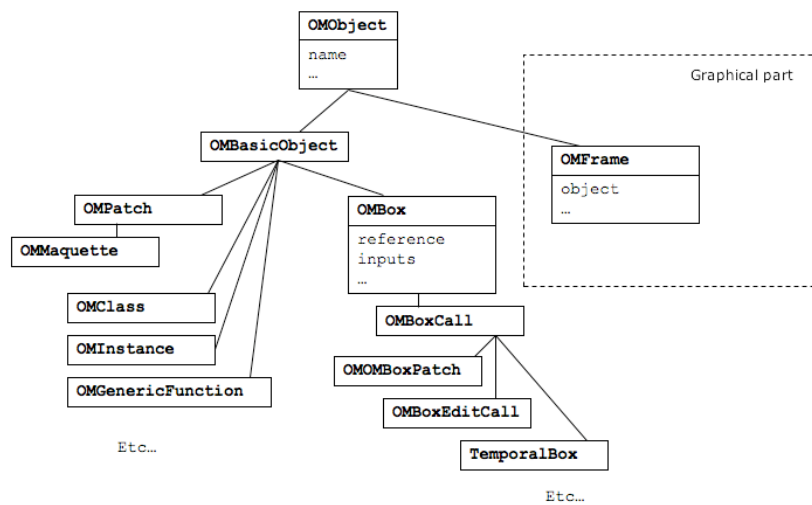 OMObject
name
…
Graphical part
OMBasicObject
OMFrame
object
…
OMPatch
OMBox
reference
inputs
…
OMMaquette
OMClass
OMBoxCall
OMInstance
OMOMBoxPatch
OMGenericFunction
OMBoxEditCall
Etc…
TemporalBox
Etc…